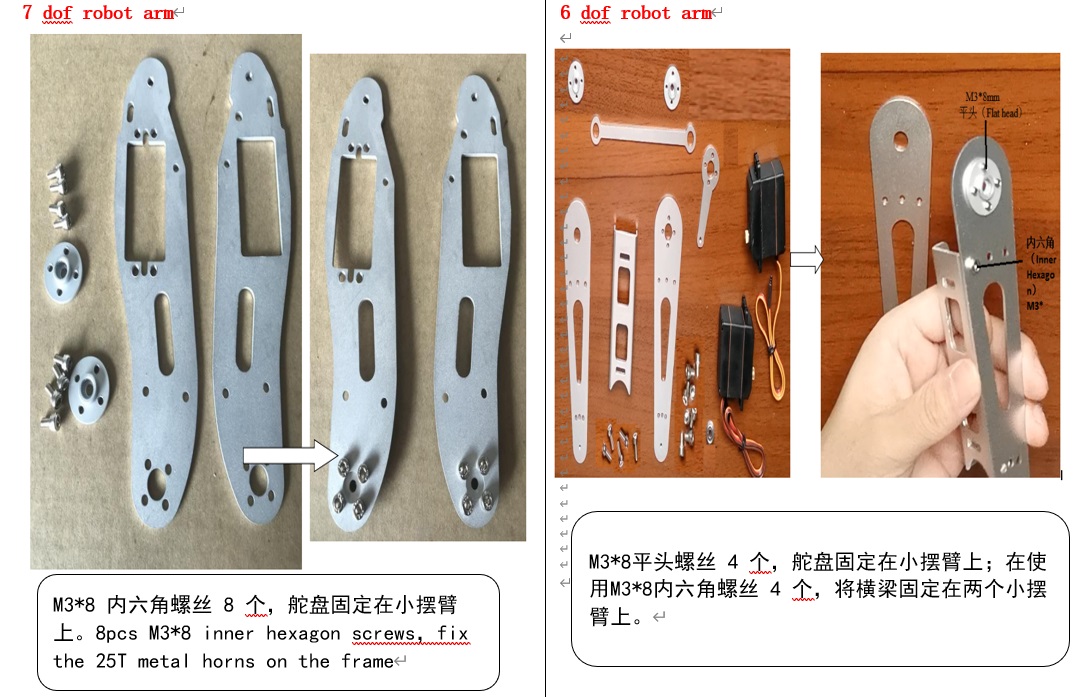 7 dof robot arm
M3*8 内六角螺丝 8 个，舵盘固定在小摆臂
上。8pcs M3*8 inner hexagon screws, fix
the 25T metal horns on the frame
6 dof robot arm
M3*8mm
平头（Flat head）
内六角
（Inner
Hexago
n）
M3*
M3*8平头螺丝 4 个，舵盘固定在小摆臂上；在使
用M3*8内六角螺丝 4 个，将横梁固定在两个小摆
臂上。